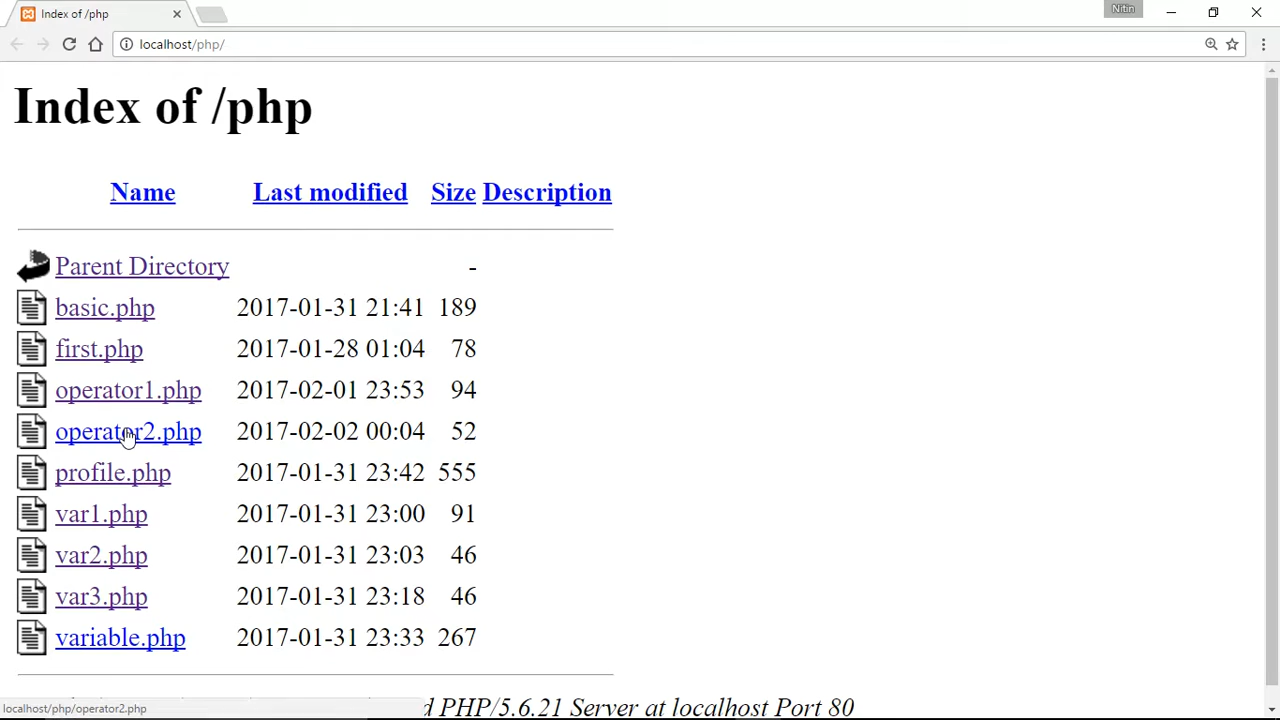 Index of /php
Nitin
localhost/php/
Index of /php
Name Last modified Size Description
Parent Directory -
basic.php 2017-01-31 21:41 189
first.php 2017-01-28 01:04 78
operator1.php 2017-02-01 23:53 94
operator2.php 2017-02-02 00:04 52
profile.php 2017-01-31 23:42 555
var1.php 2017-01-31 23:00 91
var2.php 2017-01-31 23:03 46
var3.php 2017-01-31 23:18 46
variable.php 2017-01-31 23:33 267
PHP/5.6.21 Server at localhost Port 80
localhost/php/operator2.php